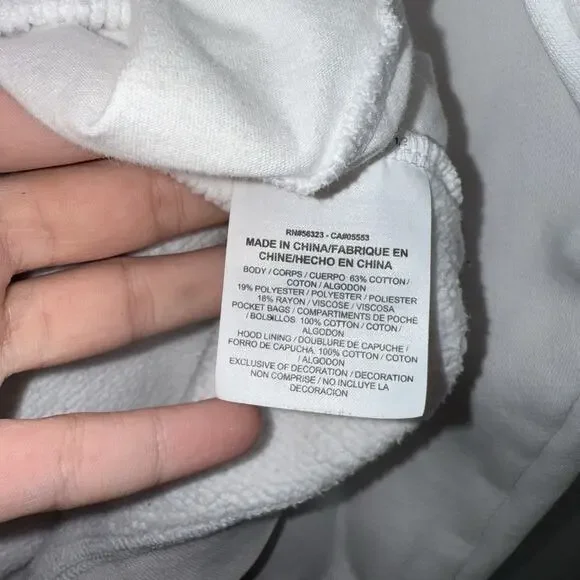 RN#56323 - CA#05553
MADE IN CHINA/FABRIQUE EN
CHINE/HECHO EN CHINA
BODY / CORPS / CUERPO: 63% COTTON /
COTON / ALGODON
19% POLYESTER / POLYESTER / POLIESTER
18% RAYON / VISCOSE / VISCOSA
POCKET BAGS / COMPARTIMENTS DE POCHE
/ BOLSILLOS: 100% COTTON / COTON /
ALGODON
HOOD LINING / DOUBLURE DE CAPUCHE /
FORRO DE CAPUCHA: 100% COTTON / COTON
/ ALGODON
EXCLUSIVE OF DECORATION / DECORATION
NON COMPRISE / NO INCLUYE LA
DECORACION